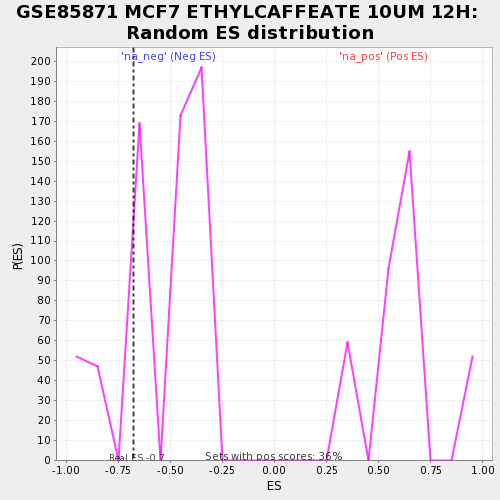 GSE85871 MCF7 ETHYLCAFFEATE 10UM 12H:
Random ES distribution
'na_neg' (Neg ES)
'na_pos' (Pos ES)
200
190
180
170
160
150
140
130
120
110
100
90
80
70
60
50
40
30
20
10
0
P(ES)
Real ES -0.7
Sets with pos scores: 36%
-1.00 -0.75 -0.50 -0.25 0.00 0.25 0.50 0.75 1.00
ES